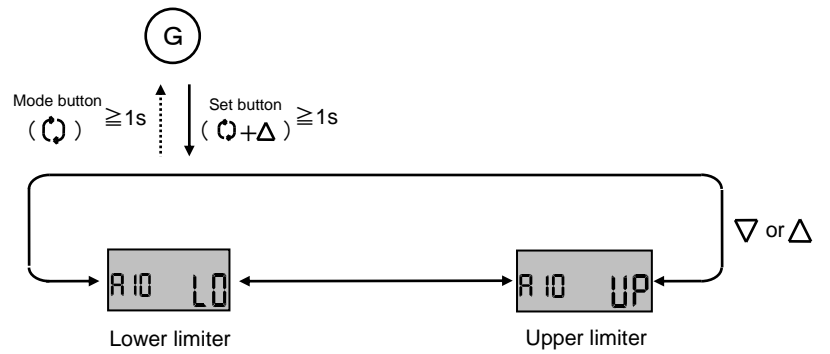 G
Mode button
( ) ≧1s
Set button
( +△ ) ≧1s
▽ or △
A10 LO
A10 UP
Lower limiter
Upper limiter